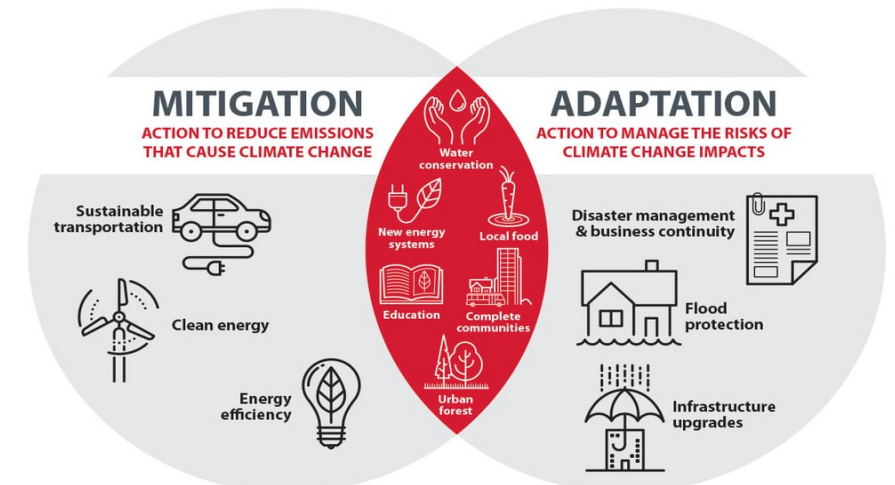 MITIGATION
ACTION TO REDUCE EMISSIONS
THAT CAUSE CLIMATE CHANGE
Sustainable
transportation
Clean energy
Energy
efficiency
Water
conservation
New energy
systems
Local food
Education
Complete
communities
Urban
forest
ADAPTATION
ACTION TO MANAGE THE RISKS OF
CLIMATE CHANGE IMPACTS
Disaster management
& business continuity
Flood
protection
Infrastructure
upgrades